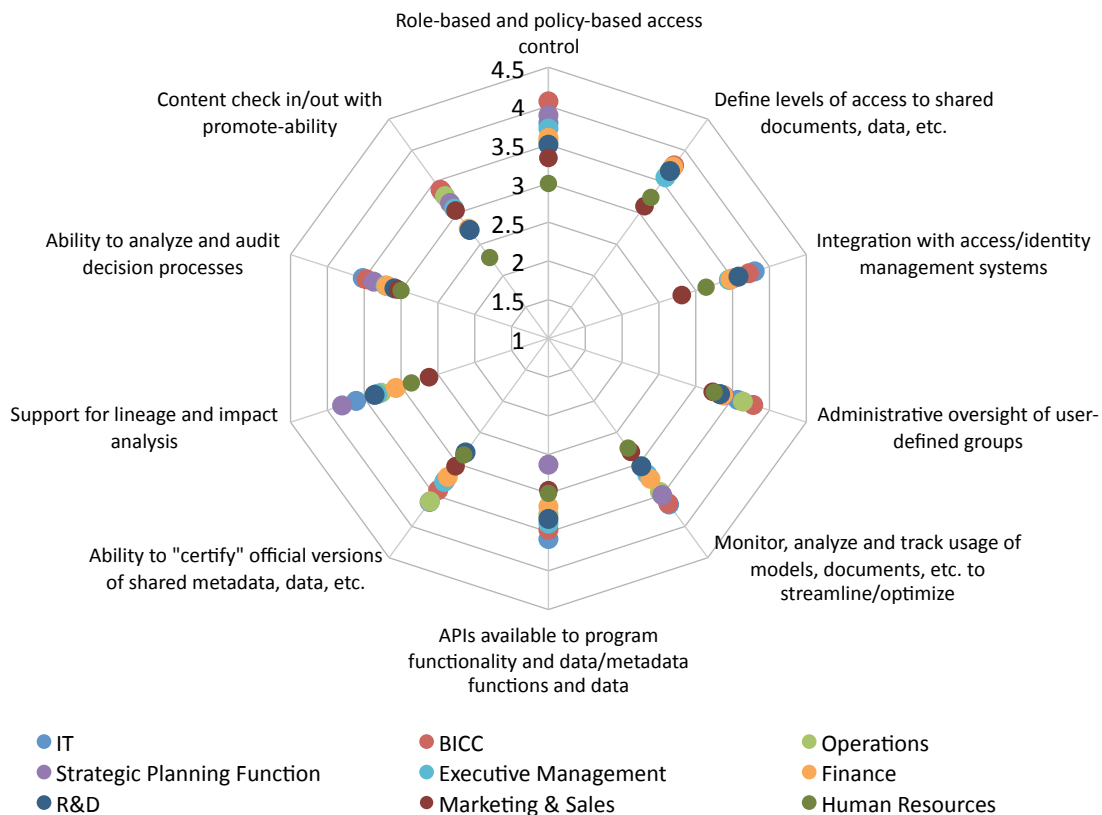 Role-based and policy-based access
control
Define levels of access to shared
documents, data, etc.
Integration with access/identity
management systems
Administrative oversight of user-
defined groups
Monitor, analyze and track usage of
models, documents, etc. to
streamline/optimize
APIs available to program
functionality and data/metadata
functions and data
Ability to "certify" official versions
of shared metadata, data, etc.
Support for lineage and impact
analysis
Ability to analyze and audit
decision processes
Content check in/out with
promote-ability
4.5
4
3.5
3
2.5
2
1.5
1
IT
BICC
Operations
Strategic Planning Function
Executive Management
Finance
R&D
Marketing & Sales
Human Resources